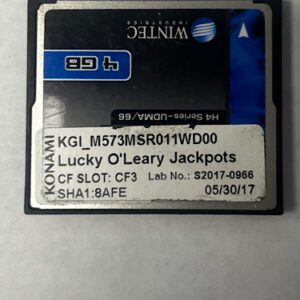 WINTEC
INDUSTRIES
4 GB
H4 Series-UDMA/66
KONAMI
KGI_M573MSR011WD00
Lucky O'Leary Jackpots
CF SLOT: CF3 Lab No.: S2017-0966
SHA1:8AFE 05/30/17